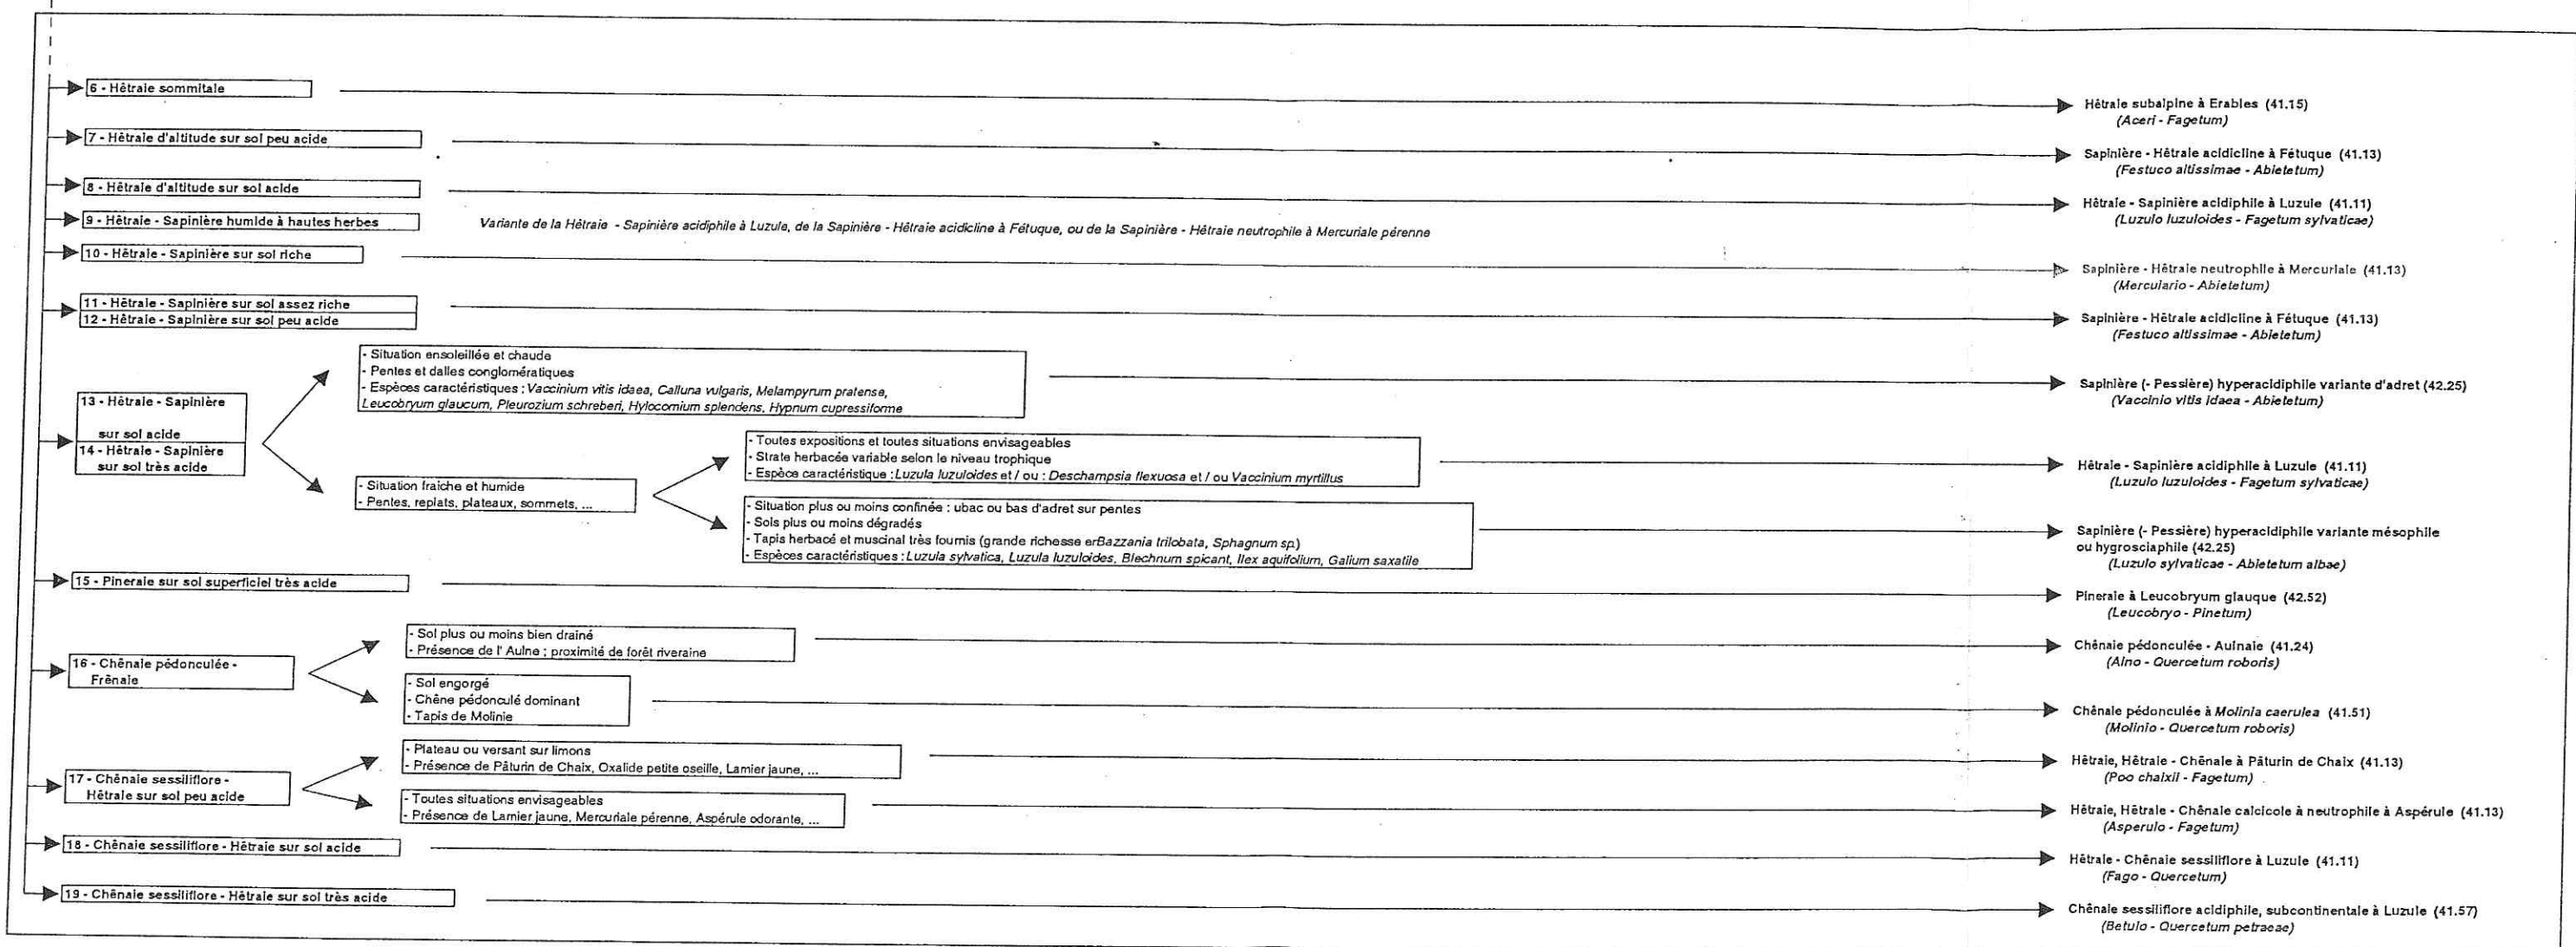 6 - Hêtraie sommitale
Hêtraie subalpine à Erables (41.15)
(Aceri - Fagetum)
7 - Hêtraie d'altitude sur sol peu acide
Sapinière - Hêtraie acidicline à Fétuque (41.13)
(Festuco altissimae - Abietetum)
8 - Hêtraie d'altitude sur sol acide
Hêtraie - Sapinière acidiphile à Luzule (41.11)
(Luzulo luzuloides - Fagetum sylvaticae)
9 - Hêtraie - Sapinière humide à hautes herbes
Variante de la Hêtraie - Sapinière acidiphile à Luzule, de la Sapinière - Hêtraie acidicline à Fétuque, ou de la Sapinière - Hêtraie neutrophile à Mercuriale pérenne
10 - Hêtraie - Sapinière sur sol riche
Sapinière - Hêtraie neutrophile à Mercuriale (41.13)
(Merculario - Abietetum)
11 - Hêtraie - Sapinière sur sol assez riche
12 - Hêtraie - Sapinière sur sol peu acide
Sapinière - Hêtraie acidicline à Fétuque (41.13)
(Festuco altissimae - Abietetum)
13 - Hêtraie - Sapinière
sur sol acide
14 - Hêtraie - Sapinière
sur sol très acide
- Situation ensoleillée et chaude
- Pentes et dalles conglomératiques
- Espèces caractéristiques : Vaccinium vitis idaea, Calluna vulgaris, Melampyrum pratense,
Leucobryum glaucum, Pleurozium schreberi, Hylocomium splendens, Hypnum cupressiforme
Sapinière (- Pessière) hyperacidiphile variante d'adret (42.25)
(Vaccinio vitis idaea - Abietetum)
- Situation fraîche et humide
- Pentes, replats, plateaux, sommets, ...
- Toutes expositions et toutes situations envisageables
- Strate herbacée variable selon le niveau trophique
- Espèce caractéristique : Luzula luzuloides et / ou : Deschampsia flexuosa et / ou Vaccinium myrtillus
Hêtraie - Sapinière acidiphile à Luzule (41.11)
(Luzulo luzuloides - Fagetum sylvaticae)
- Situation plus ou moins confinée : ubac ou bas d'adret sur pentes
- Sols plus ou moins dégradés
- Tapis herbacé et muscinal très fournis (grande richesse erBazzania trilobata, Sphagnum sp.)
- Espèces caractéristiques : Luzula sylvatica, Luzula luzuloides, Blechnum spicant, Ilex aquifolium, Galium saxatile
Sapinière (- Pessière) hyperacidiphile variante mésophile
ou hygrosciaphile (42.25)
(Luzulo sylvaticae - Abietetum albae)
15 - Pineraie sur sol superficiel très acide
Pineraie à Leucobryum glauque (42.52)
(Leucobryo - Pinetum)
16 - Chênaie pédonculée -
Frênaie
- Sol plus ou moins bien drainé
- Présence de l' Aulne ; proximité de forêt riveraine
Chênaie pédonculée - Aulnaie (41.24)
(Alno - Quercetum roboris)
- Sol engorgé
- Chêne pédonculé dominant
- Tapis de Molinie
Chênaie pédonculée à Molinia caerulea (41.51)
(Molinio - Quercetum roboris)
17 - Chênaie sessiliflore -
Hêtraie sur sol peu acide
- Plateau ou versant sur limons
- Présence de Pâturin de Chaix, Oxalide petite oseille, Lamier jaune, ...
Hêtraie, Hêtraie - Chênaie à Pâturin de Chaix (41.13)
(Poo chaixii - Fagetum)
- Toutes situations envisageables
- Présence de Lamier jaune, Mercuriale pérenne, Aspérule odorante, ...
Hêtraie, Hêtraie - Chênaie calcicole à neutrophile à Aspérule (41.13)
(Asperulo - Fagetum)
18 - Chênaie sessiliflore - Hêtraie sur sol acide
Hêtraie - Chênaie sessiliflore à Luzule (41.11)
(Fago - Quercetum)
19 - Chênaie sessiliflore - Hêtraie sur sol très acide
Chênaie sessiliflore acidiphile, subcontinentale à Luzule (41.57)
(Betulo - Quercetum petraeae)